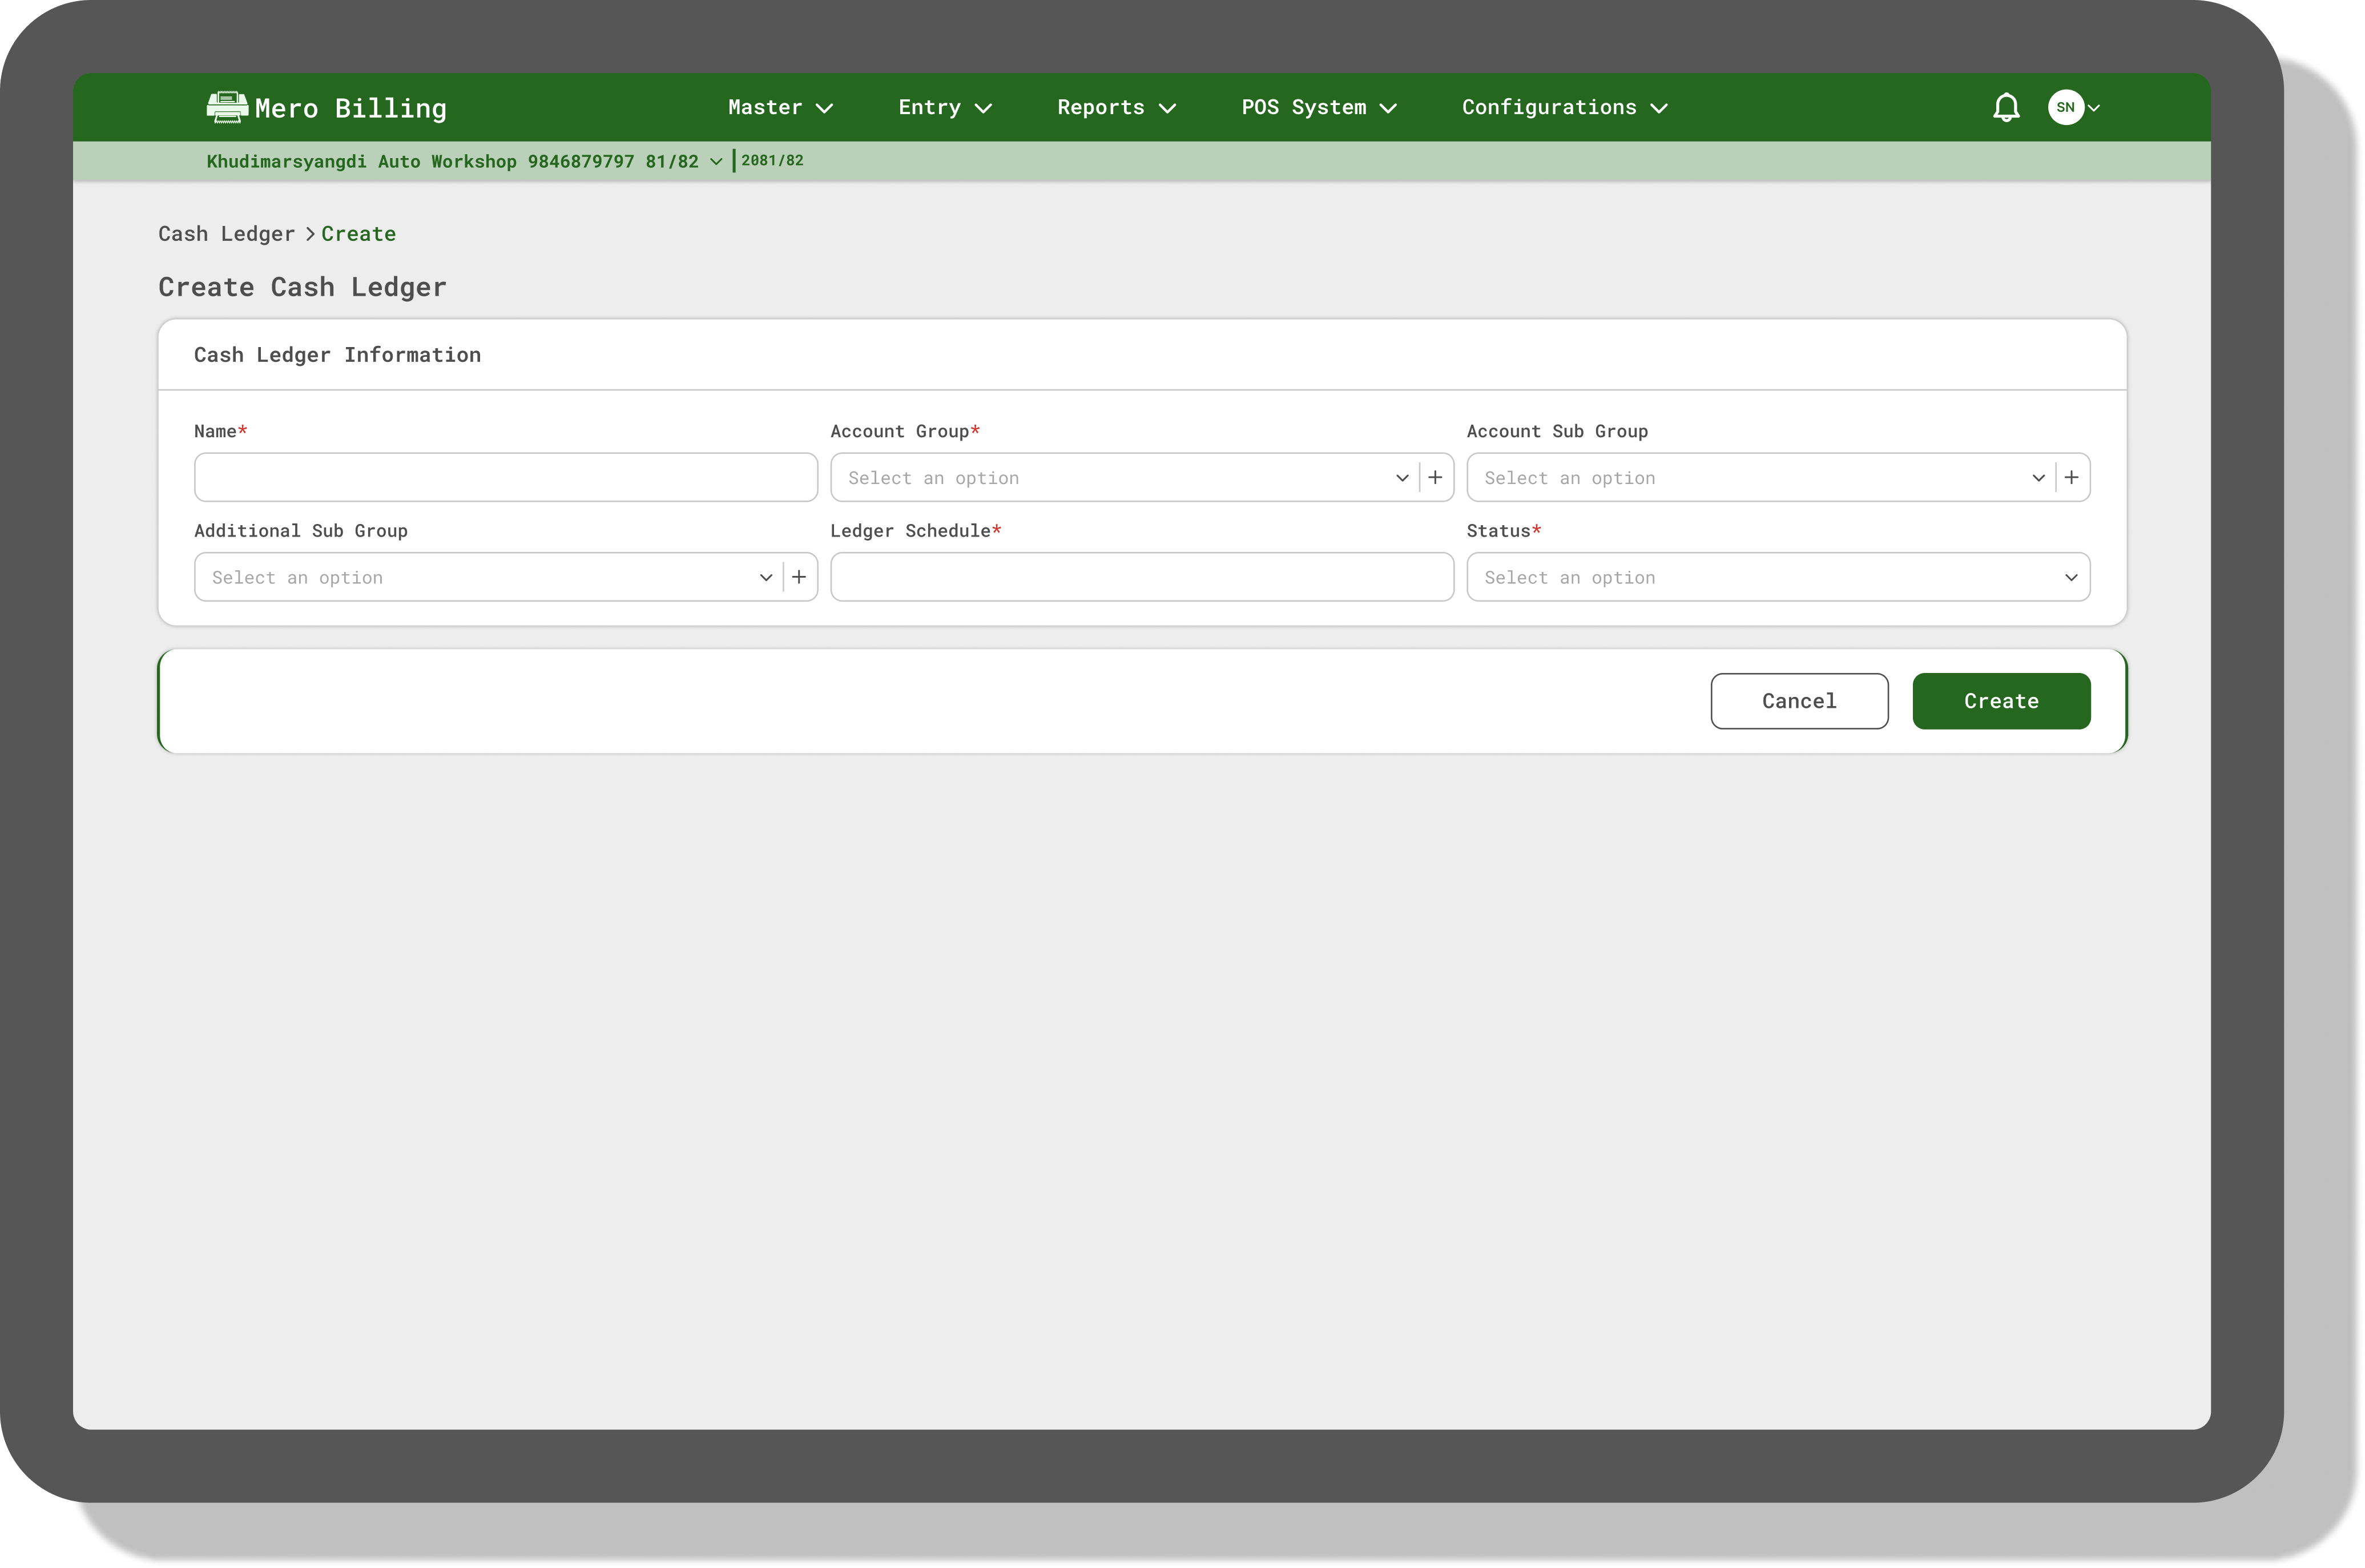 Mero Billing Master Entry Reports POS System Configurations SN
Khudimarsyangdi Auto Workshop 9846879797 81/82 2081/82
Cash Ledger > Create
Create Cash Ledger
Cash Ledger Information
Name* Account Group* Account Sub Group
Select an option Select an option
Additional Sub Group Ledger Schedule* Status*
Select an option Select an option
Cancel Create